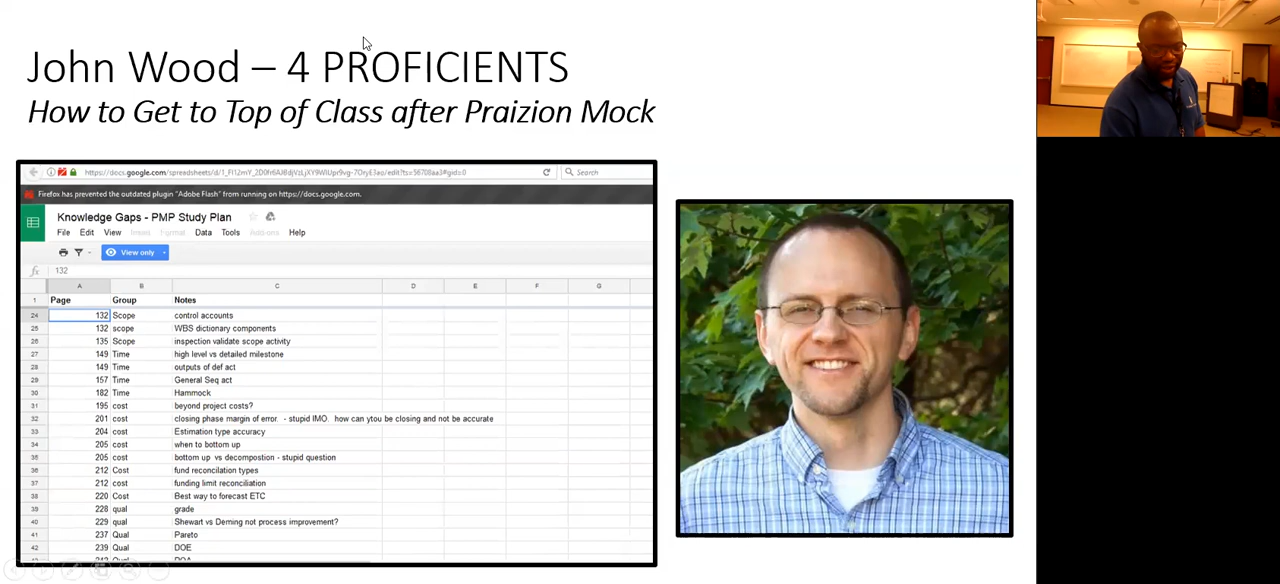 John Wood – 4 PROFICIENTS
How to Get to Top of Class after Praizion Mock
Search
Firefox has prevented the outdated plugin "Adobe Flash" from running on https://docs.google.com.
Knowledge Gaps - PMP Study Plan
File Edit View Insert Format Data Tools Add-ons Help
View only
fx 132
A B C D E F G
1 Page Group Notes
24 132 Scope control accounts
25 132 scope WBS dictionary components
26 135 Scope inspection validate scope activity
27 149 Time high level vs detailed milestone
28 149 Time outputs of def act
29 157 Time General Seq act
30 182 Time Hammock
31 195 cost beyond project costs?
32 201 cost closing phase margin of error. - stupid IMO. how can ytou be closing and not be accurate
33 204 cost Estimation type accuracy
34 205 cost when to bottom up
35 205 cost bottom up vs decompostion - stupid question
36 212 Cost fund reconcilation types
37 212 cost funding limit reconciliation
38 220 Cost Best way to forecast ETC
39 228 qual grade
40 229 qual Shewart vs Deming not process improvement?
41 237 Qual Pareto
42 239 Qual DOE